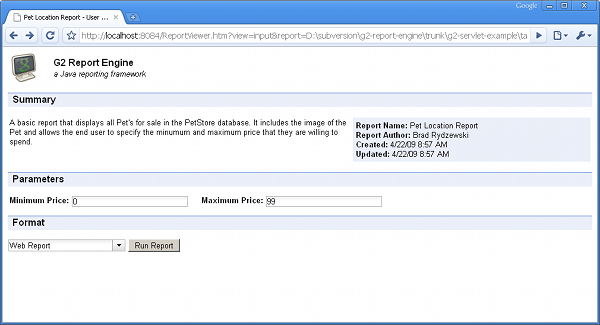 Google
Pet Location Report - User ...
http://localhost:8084/ReportViewer.htm?view=input&report=D:\subversion\g2-report-engine\trunk\g2-servlet-example\ta
G2 Report Engine
a Java reporting framework
Summary
A basic report that displays all Pet's for sale in the PetStore database. It includes the image of the
Pet and allows the end user to specify the minumum and maximum price that they are willing to
spend.
Report Name: Pet Location Report
Report Author: Brad Rydzewski
Created: 4/22/09 8:57 AM
Updated: 4/22/09 8:57 AM
Parameters
Minimum Price: 0 Maximum Price: 99
Format
Web Report Run Report